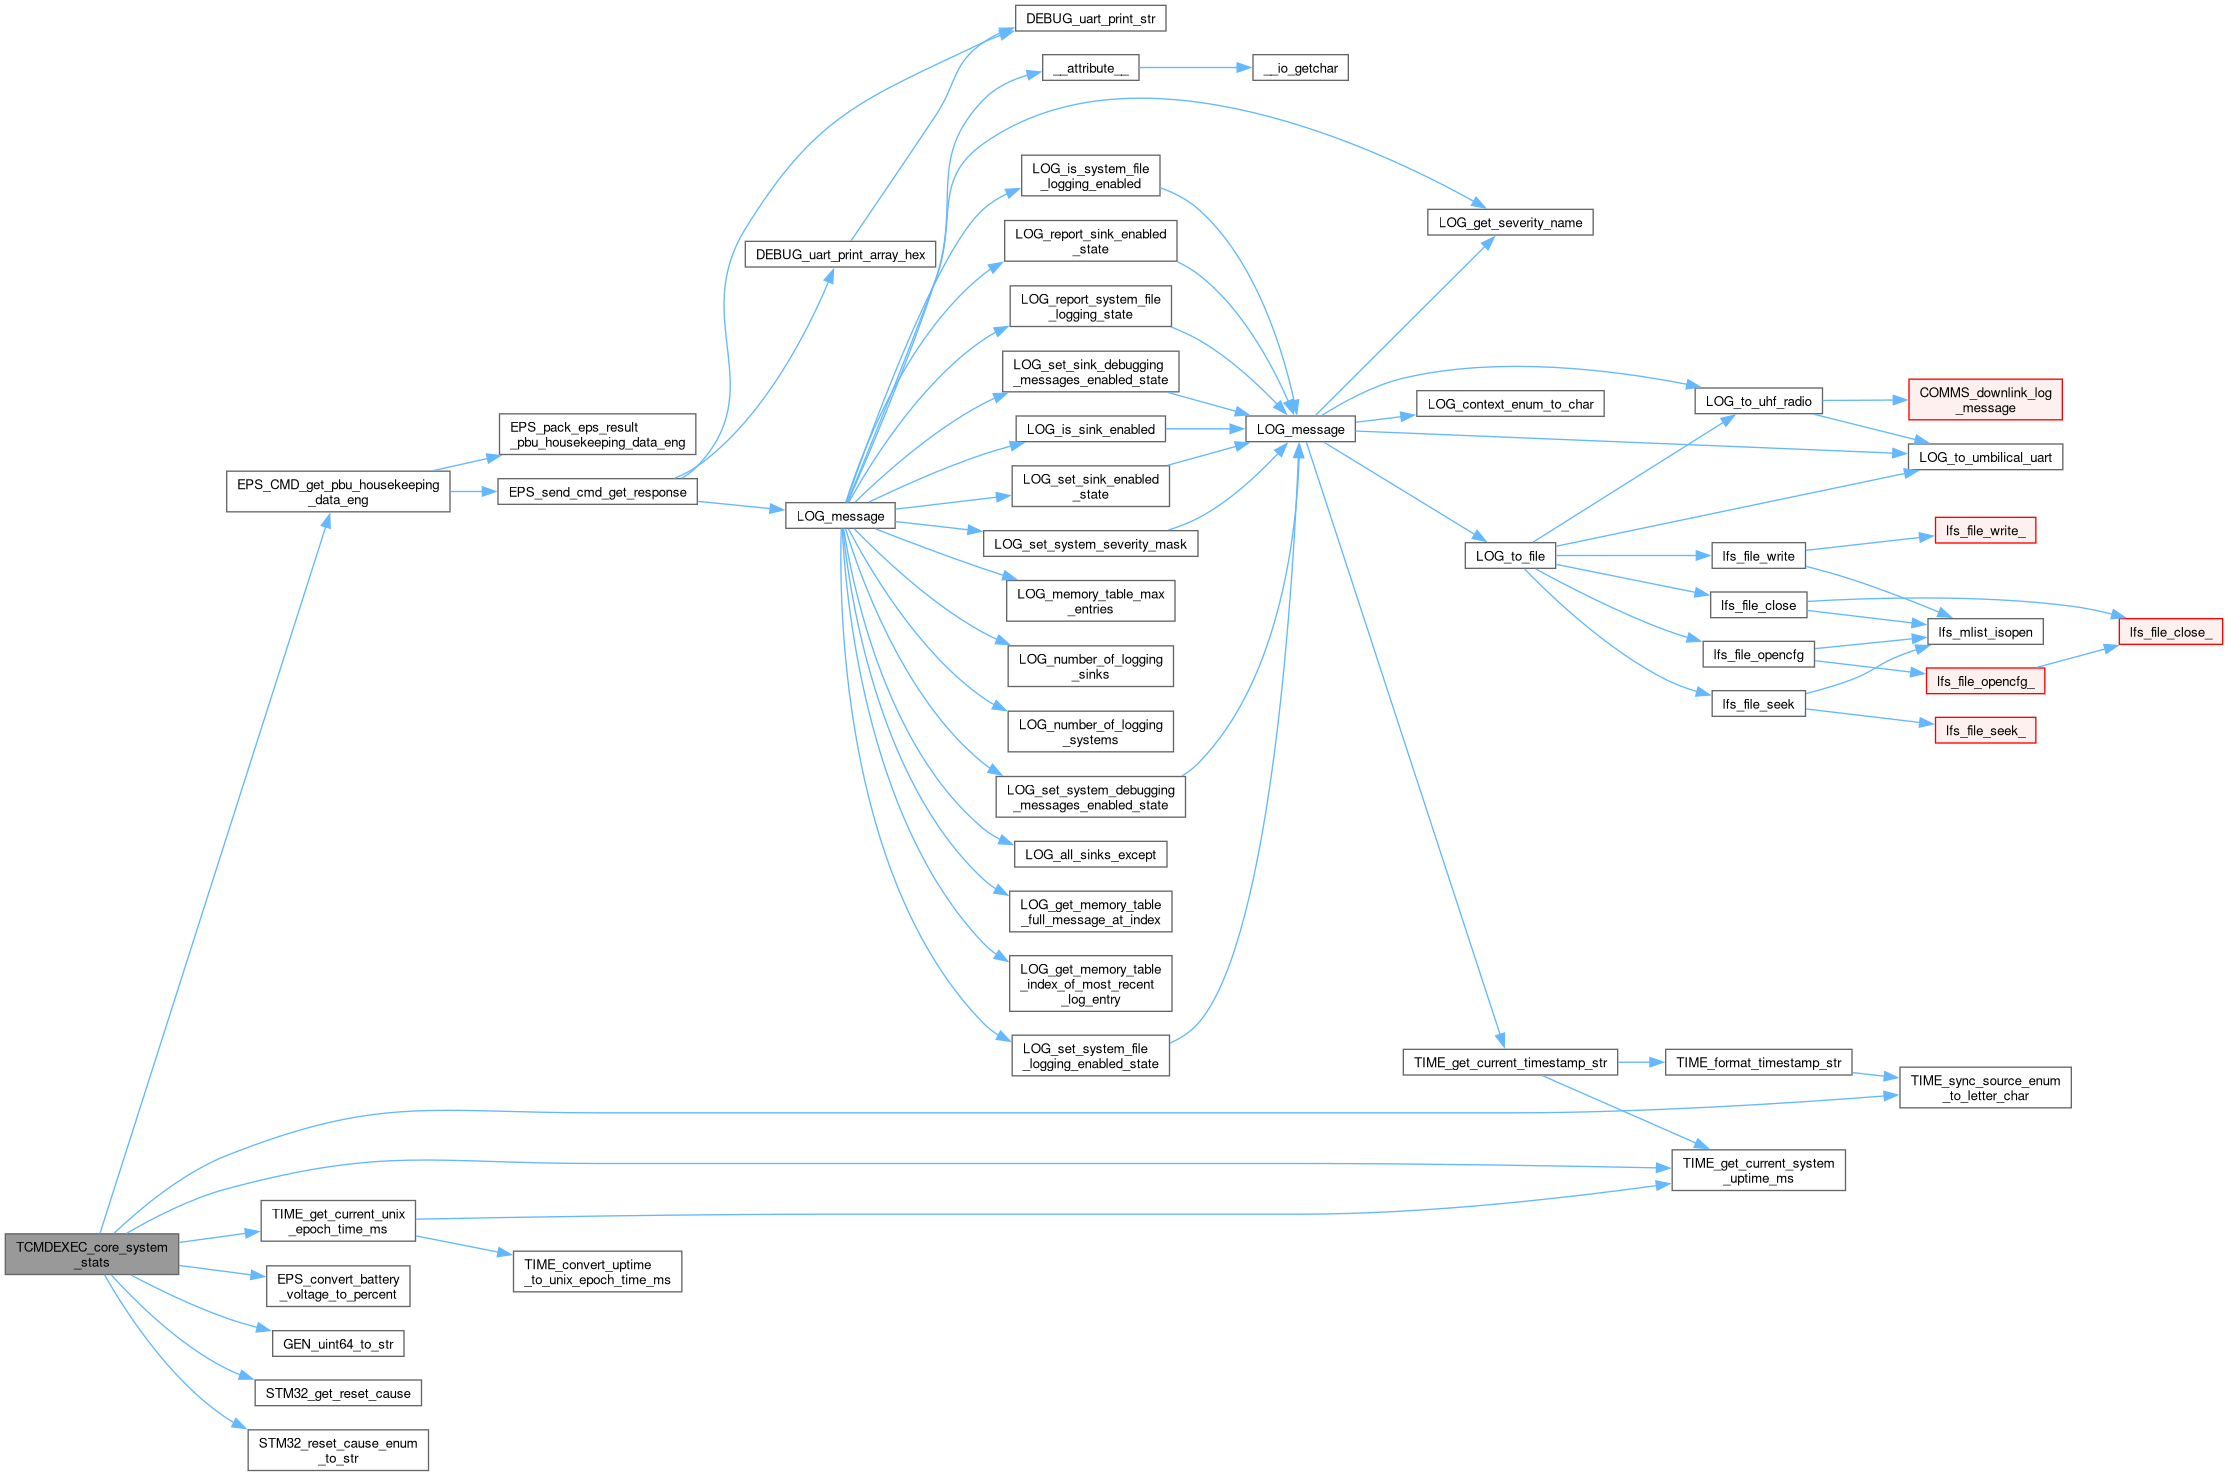 TCMDEXEC_core_system
_stats
EPS_CMD_get_pbu_housekeeping
_data_eng
TIME_get_current_unix
_epoch_time_ms
EPS_convert_battery
_voltage_to_percent
GEN_uint64_to_str
STM32_get_reset_cause
STM32_reset_cause_enum
_to_str
EPS_pack_eps_result
_pbu_housekeeping_data_eng
EPS_send_cmd_get_response
TIME_convert_uptime
_to_unix_epoch_time_ms
DEBUG_uart_print_array_hex
LOG_message
DEBUG_uart_print_str
__attribute__
LOG_is_system_file
_logging_enabled
LOG_report_sink_enabled
_state
LOG_report_system_file
_logging_state
LOG_set_sink_debugging
_messages_enabled_state
LOG_is_sink_enabled
LOG_set_sink_enabled
_state
LOG_set_system_severity_mask
LOG_memory_table_max
_entries
LOG_number_of_logging
_sinks
LOG_number_of_logging
_systems
LOG_set_system_debugging
_messages_enabled_state
LOG_all_sinks_except
LOG_get_memory_table
_full_message_at_index
LOG_get_memory_table
_index_of_most_recent
_log_entry
LOG_set_system_file
_logging_enabled_state
__io_getchar
LOG_message
LOG_get_severity_name
LOG_context_enum_to_char
LOG_to_file
TIME_get_current_timestamp_str
LOG_to_uhf_radio
lfs_file_write
lfs_file_close
lfs_file_opencfg
lfs_file_seek
TIME_format_timestamp_str
TIME_get_current_system
_uptime_ms
COMMS_downlink_log
_message
LOG_to_umbilical_uart
lfs_file_write_
lfs_mlist_isopen
lfs_file_opencfg_
lfs_file_seek_
TIME_sync_source_enum
_to_letter_char
lfs_file_close_